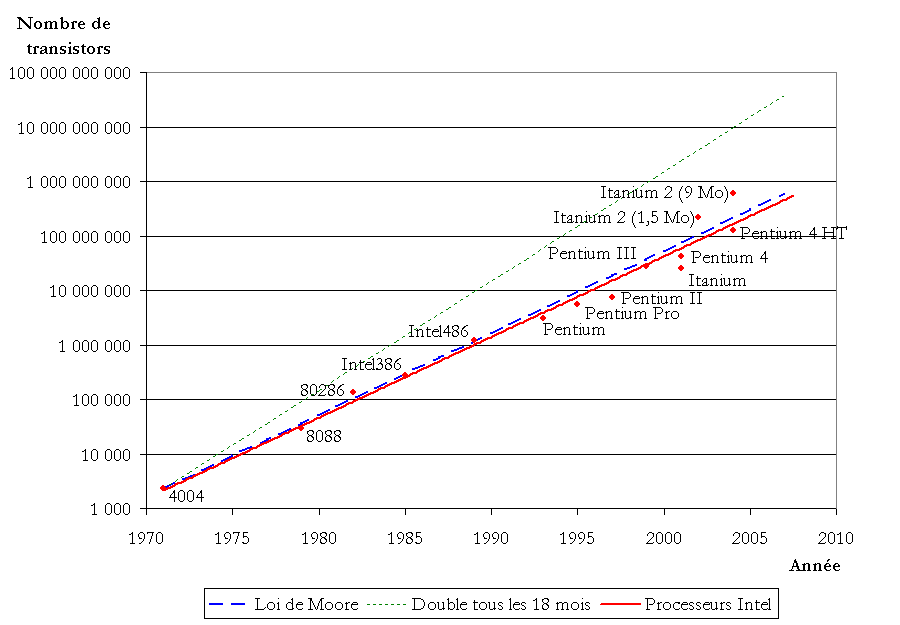 Nombre de
transistors
100 000 000 000
10 000 000 000
1 000 000 000
100 000 000
10 000 000
1 000 000
100 000
10 000
1 000
Itanium 2 (9 Mo)
Itanium 2 (1,5 Mo)
Pentium 4 HT
Pentium III
Pentium 4
Itanium
Pentium II
Pentium Pro
Pentium
Intel486
Intel386
80286
8088
4004
1970 1975 1980 1985 1990 1995 2000 2005 2010
Année
Loi de Moore Double tous les 18 mois Processeurs Intel